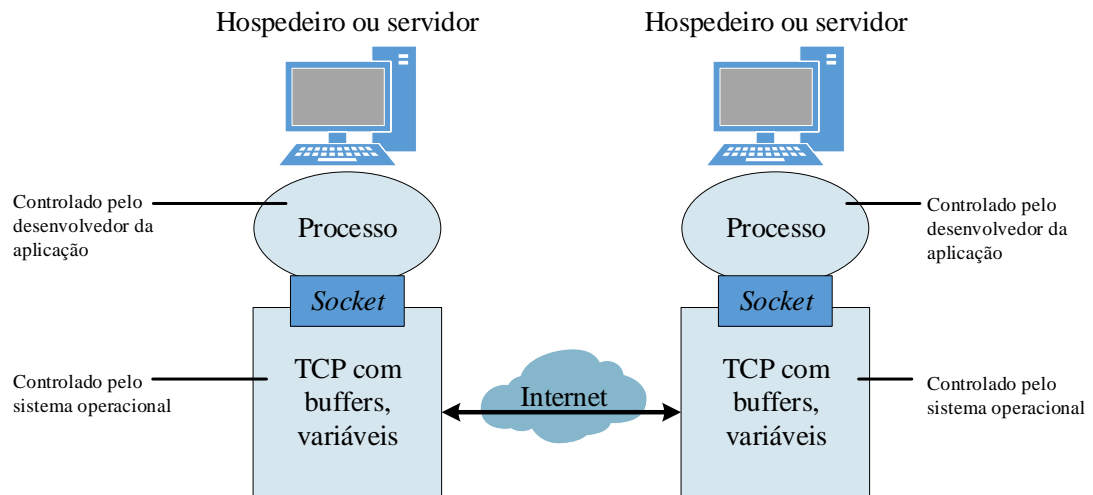 Hospedeiro ou servidor
Hospedeiro ou servidor
Controlado pelo
desenvolvedor da
aplicação
Processo
Processo
Controlado pelo
desenvolvedor da
aplicação
Socket
Socket
Controlado pelo
sistema operacional
TCP com
buffers,
variáveis
Internet
TCP com
buffers,
variáveis
Controlado pelo
sistema operacional